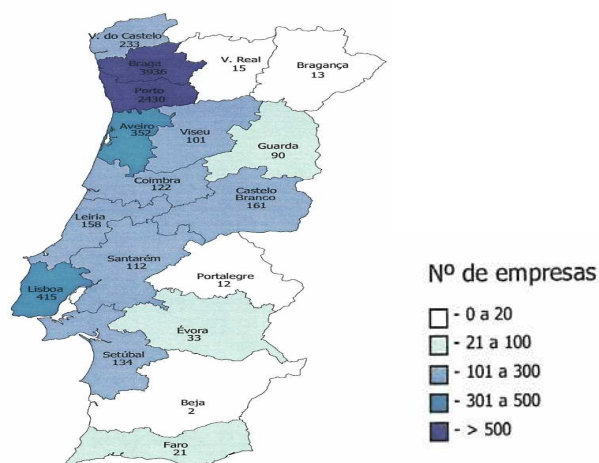 V. do Castelo
233
Braga
3936
V. Real
15
Bragança
13
Porto
2430
Aveiro
352
Viseu
101
Guarda
90
Coimbra
122
Castelo
Branco
161
Leiria
158
Santarém
112
Lisboa
415
Portalegre
12
Évora
33
Setúbal
134
Beja
2
Faro
21
Nº de empresas
- 0 a 20
- 21 a 100
- 101 a 300
- 301 a 500
- > 500